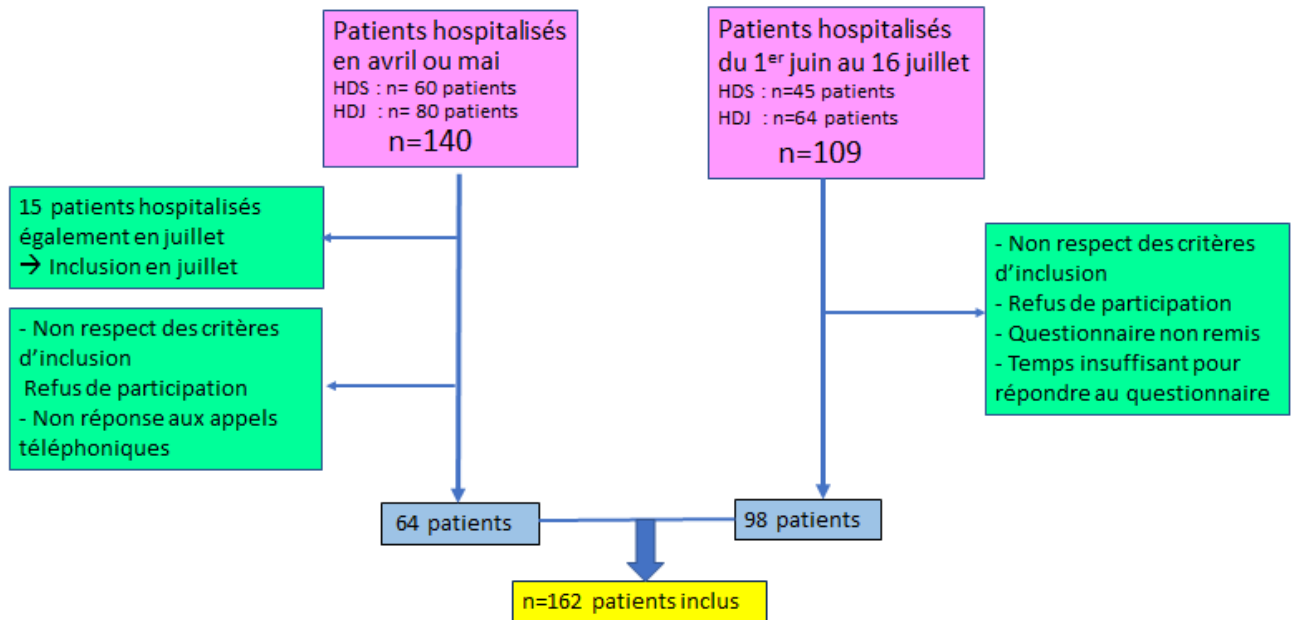 Patients hospitalisés
en avril ou mai
HDS : n= 60 patients
HDJ : n= 80 patients
n=140
Patients hospitalisés
du 1er juin au 16 juillet
HDS : n=45 patients
HDJ : n=64 patients
n=109
15 patients hospitalisés
également en juillet
→ Inclusion en juillet
- Non respect des critères
d'inclusion
Refus de participation
- Non réponse aux appels
téléphoniques
- Non respect des critères
d'inclusion
- Refus de participation
- Questionnaire non remis
- Temps insuffisant pour
répondre au questionnaire
64 patients
98 patients
n=162 patients inclus